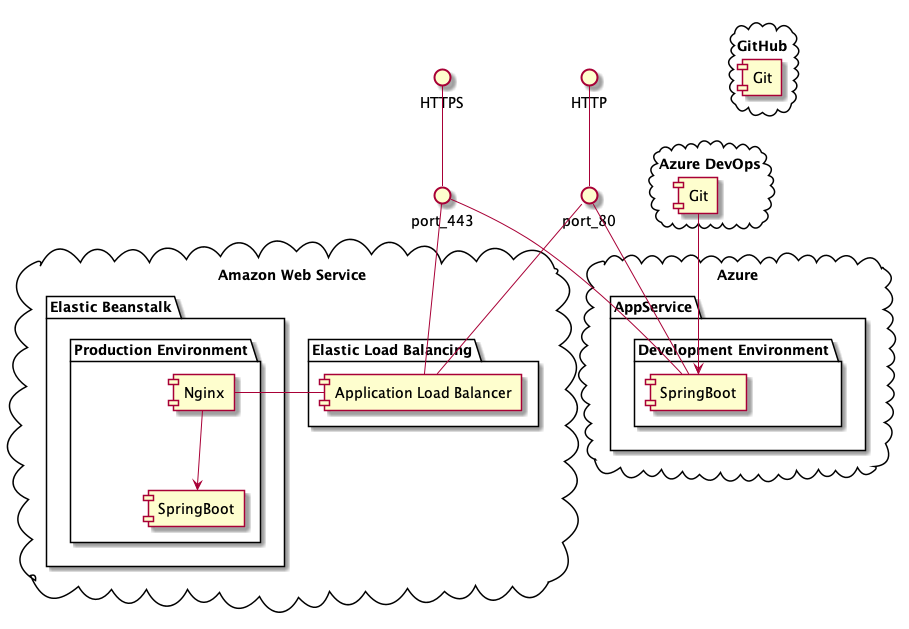 GitHub
Git
HTTPS
HTTP
Azure DevOps
Git
port_443
port_80
Amazon Web Service
Azure
Elastic Beanstalk
AppService
Production Environment
Elastic Load Balancing
Development Environment
Nginx
Application Load Balancer
SpringBoot
SpringBoot